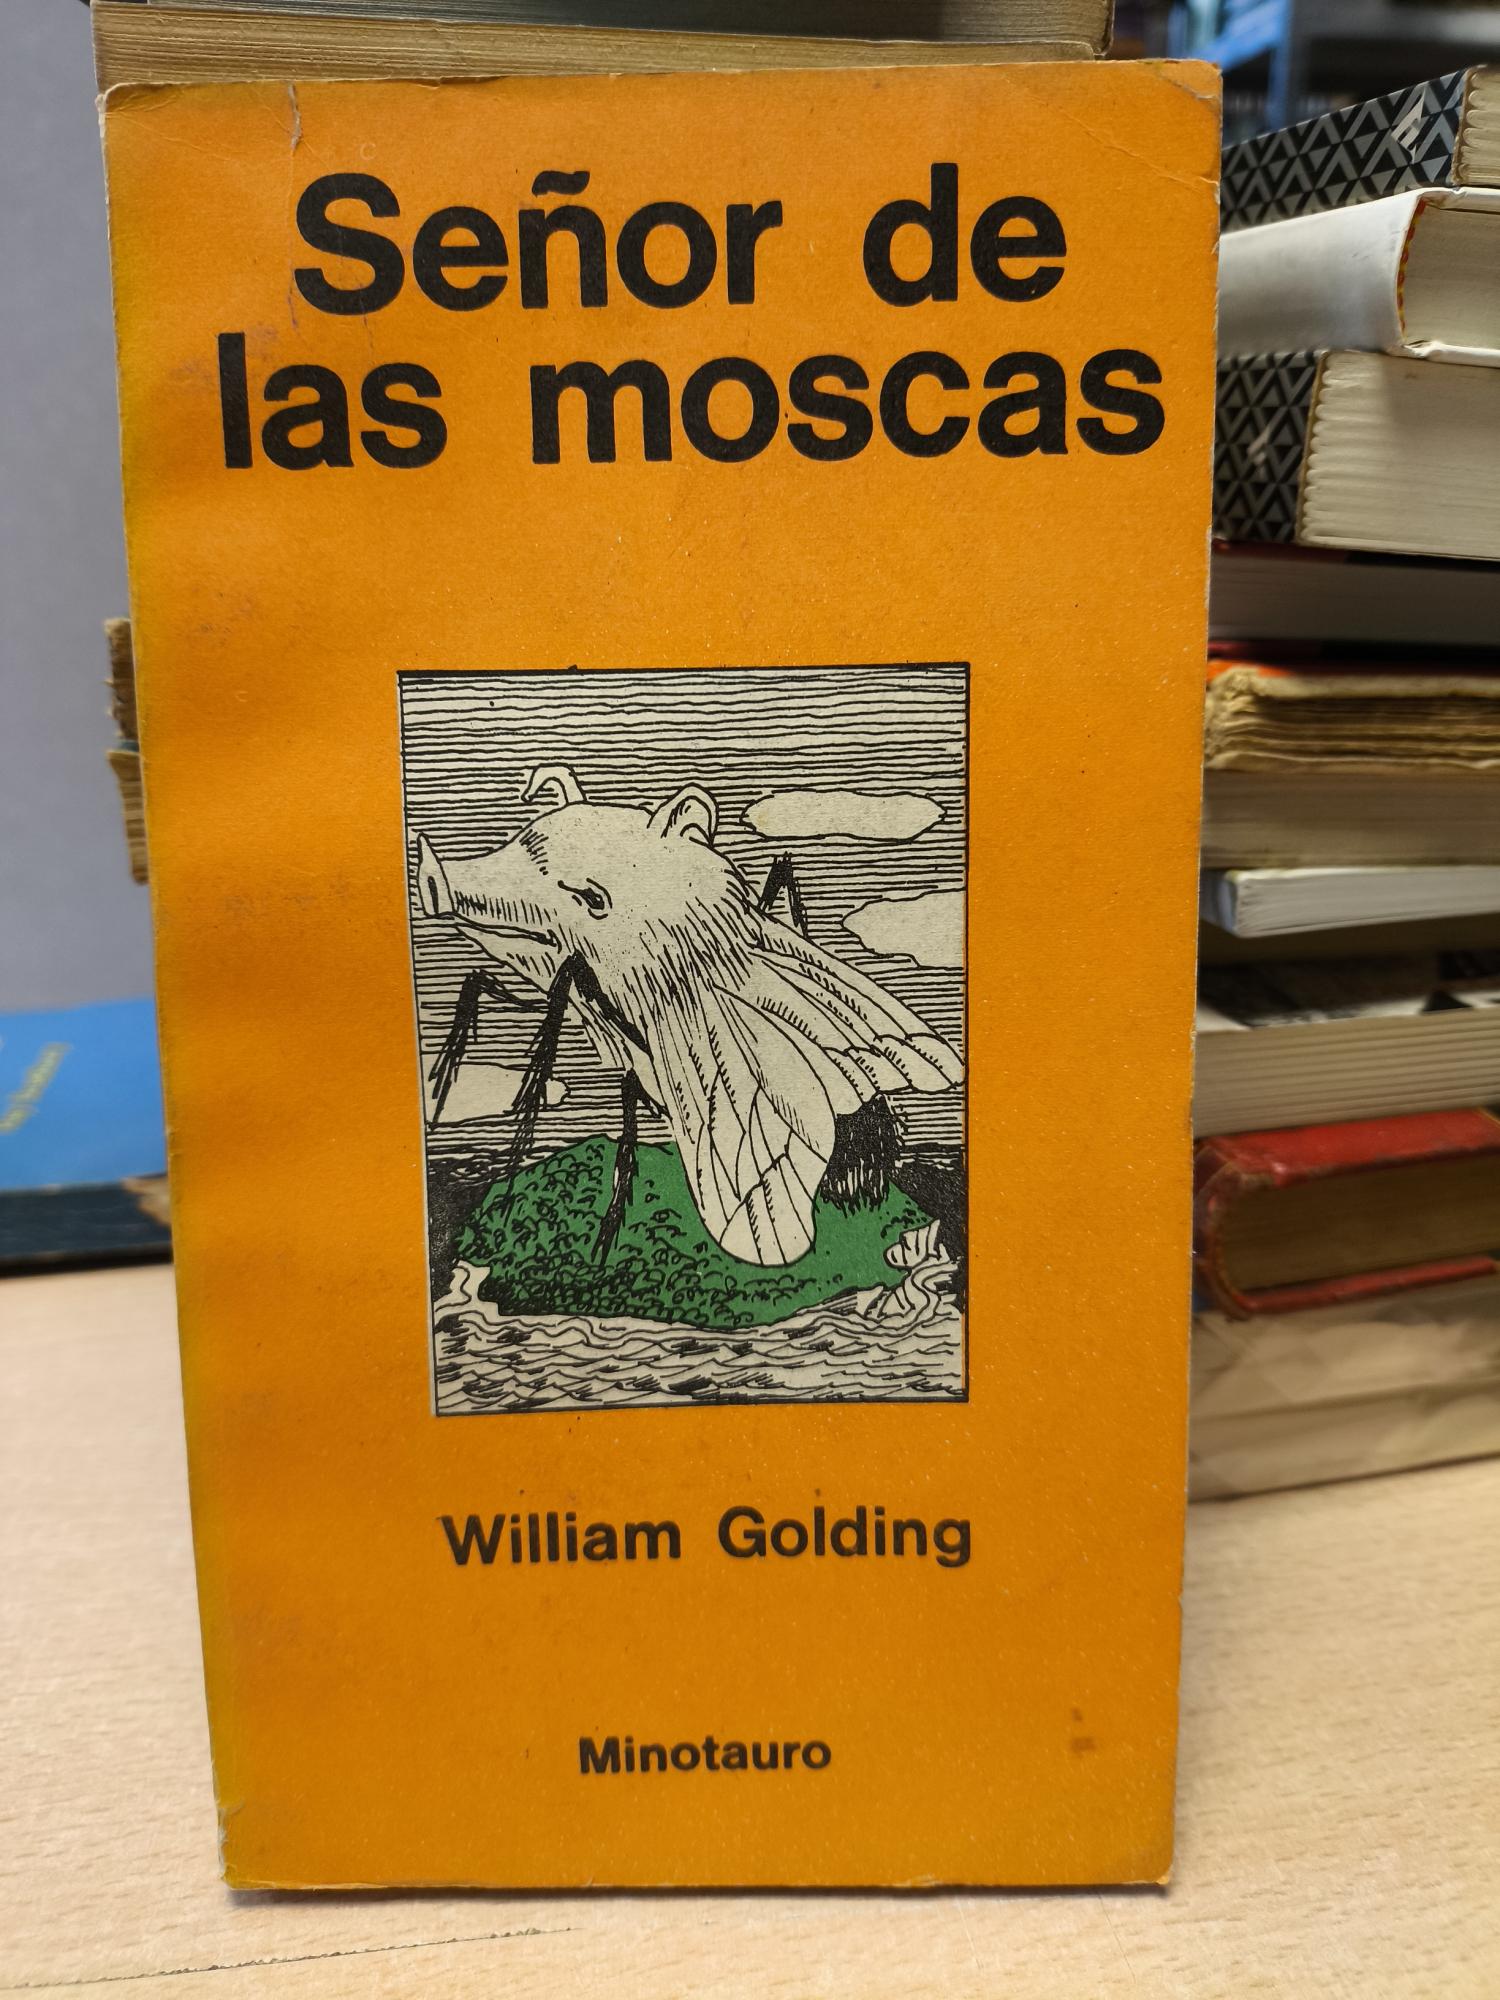 Señor de
las moscas
William Golding
Minotauro